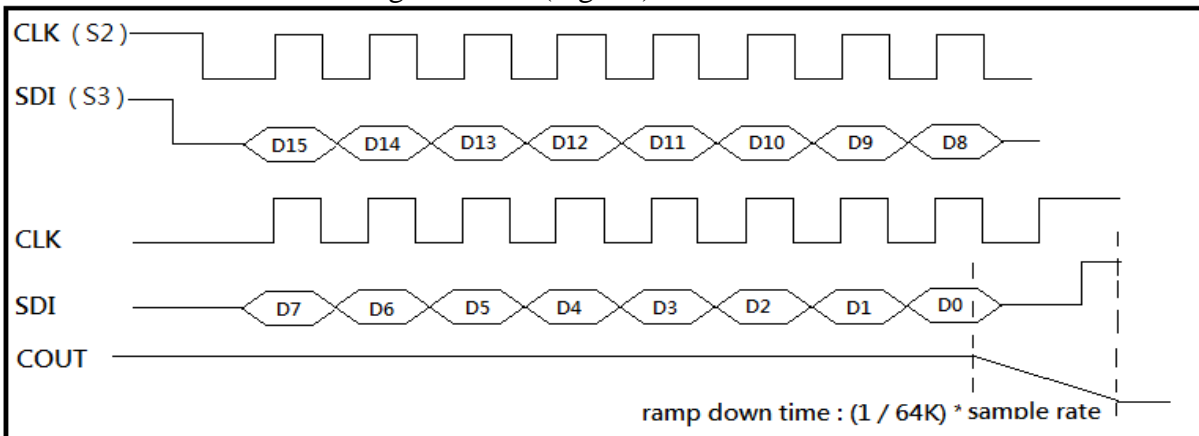 CLK ( S2 )
SDI ( S3 )
D15 D14 D13 D12 D11 D10 D9 D8
CLK
SDI
D7 D6 D5 D4 D3 D2 D1 D0
COUT
ramp down time : (1 / 64K) * sample rate